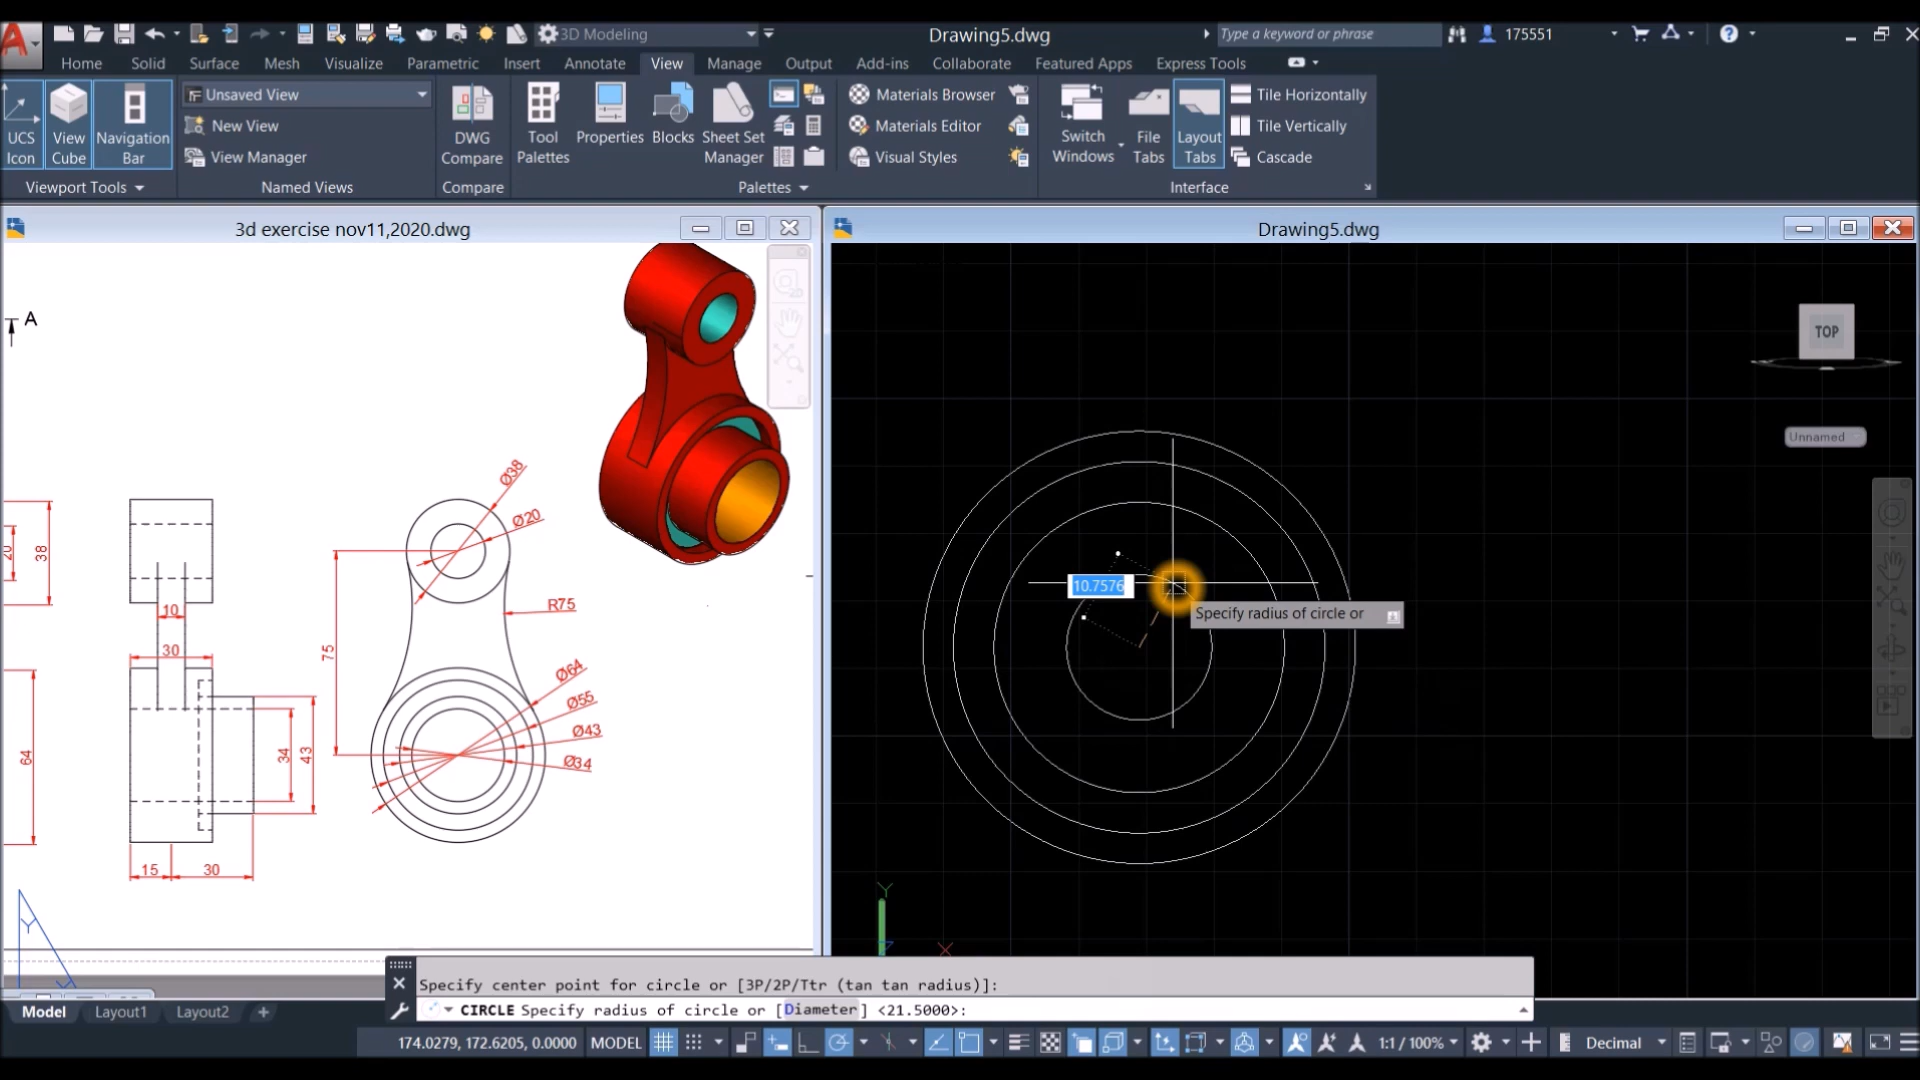 3D Modeling
Drawing5.dwg
Type a keyword or phrase
175551
Home Solid Surface Mesh Visualize Parametric Insert Annotate View Manage Output Add-ins Collaborate Featured Apps Express Tools
UCS Icon
View Cube
Navigation Bar
Unsaved View
New View
View Manager
DWG Compare
Tool Palettes
Properties
Blocks
Sheet Set Manager
Materials Browser
Materials Editor
Visual Styles
Switch Windows
File Tabs
Layout Tabs
Tile Horizontally
Tile Vertically
Cascade
Viewport Tools
Named Views
Compare
Palettes
Interface
3d exercise nov11,2020.dwg
Drawing5.dwg
A
TOP
Unnamed
Ø38
Ø20
20
38
10
R75
75
30
Ø64
Ø55
Ø43
Ø34
64
34
43
15
30
Y
10.7576
Specify radius of circle or
Y
X
Specify center point for circle or [3P/2P/Ttr (tan tan radius)]:
CIRCLE Specify radius of circle or [Diameter] <21.5000>:
Model Layout1 Layout2 +
174.0279, 172.6205, 0.0000 MODEL 1:1 / 100% Decimal